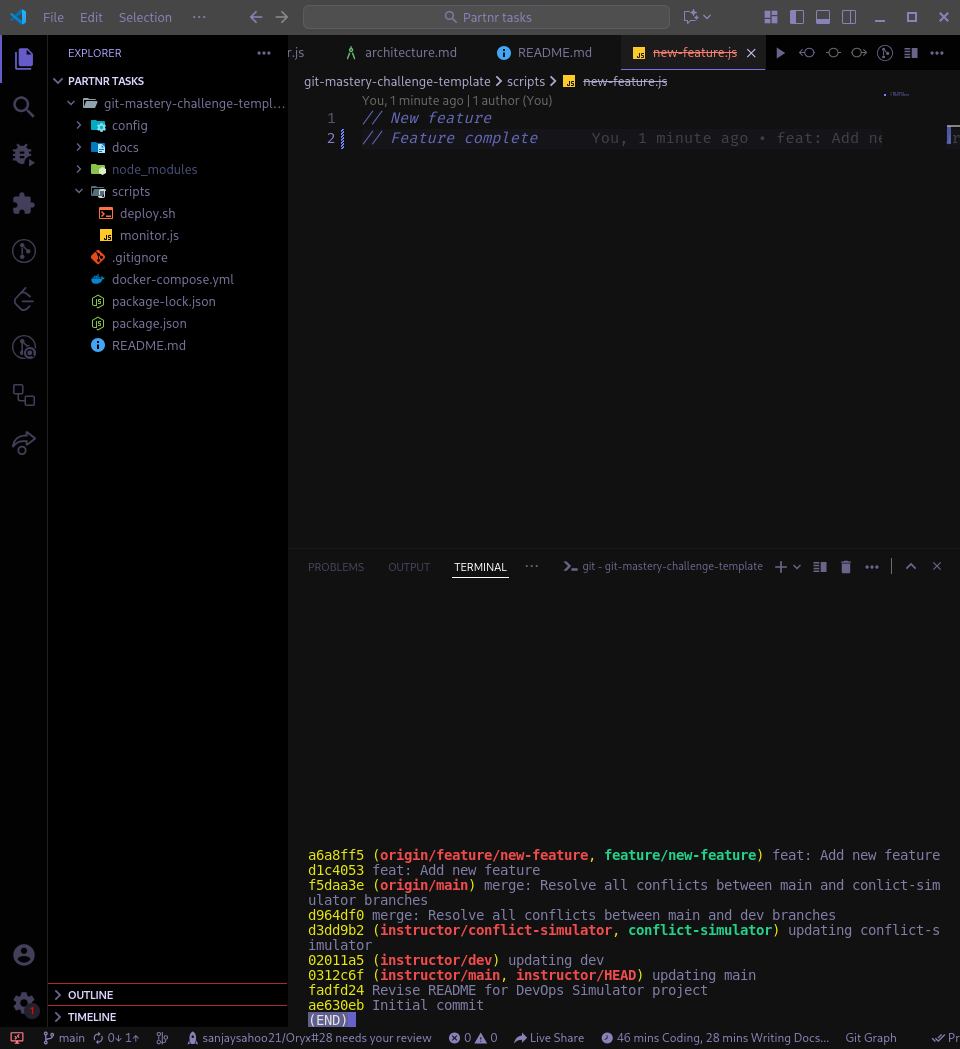 File Edit Selection ··· Partnr tasks
EXPLORER
PARTNR TASKS
git-mastery-challenge-templ...
config
docs
node_modules
scripts
deploy.sh
monitor.js
.gitignore
docker-compose.yml
package-lock.json
package.json
README.md
OUTLINE
TIMELINE
r.js architecture.md README.md new-feature.js
git-mastery-challenge-template > scripts > new-feature.js
You, 1 minute ago | 1 author (You)
1 // New feature
2 // Feature complete You, 1 minute ago • feat: Add ne
PROBLEMS OUTPUT TERMINAL ··· git - git-mastery-challenge-template
a6a8ff5 (origin/feature/new-feature, feature/new-feature) feat: Add new feature
d1c4053 feat: Add new feature
f5daa3e (origin/main) merge: Resolve all conflicts between main and conlict-sim
ulator branches
d964df0 merge: Resolve all conflicts between main and dev branches
d3dd9b2 (instructor/conflict-simulator, conflict-simulator) updating conflict-s
imulator
02011a5 (instructor/dev) updating dev
0312c6f (instructor/main, instructor/HEAD) updating main
fadfd24 Revise README for DevOps Simulator project
ae630eb Initial commit
(END)
1
main 0↓ 1↑ sanjaysahoo21/Oryx#28 needs your review 0 0 Live Share 46 mins Coding, 28 mins Writing Docs... Git Graph Pr